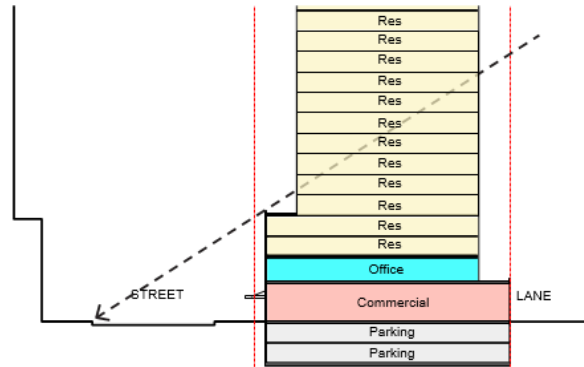 Res
Res
Res
Res
Res
Res
Res
Res
Res
Res
Res
Res
Office
STREET
Commercial
LANE
Parking
Parking